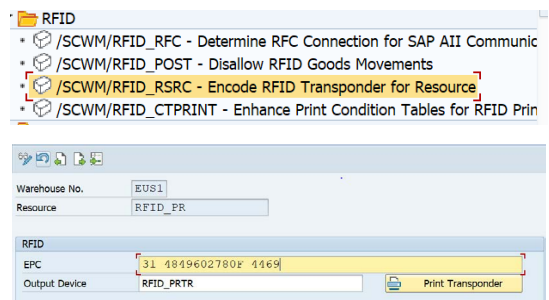 RFID
/SCWM/RFID_RFC - Determine RFC Connection for SAP AII Communic
/SCWM/RFID_POST - Disallow RFID Goods Movements
/SCWM/RFID_RSRC - Encode RFID Transponder for Resource
/SCWM/RFID_CTPRINT - Enhance Print Condition Tables for RFID Prin
Warehouse No. EUS1
Resource RFID_PR
RFID
EPC 31 4849602780F 4469
Output Device RFID_PRTR Print Transponder